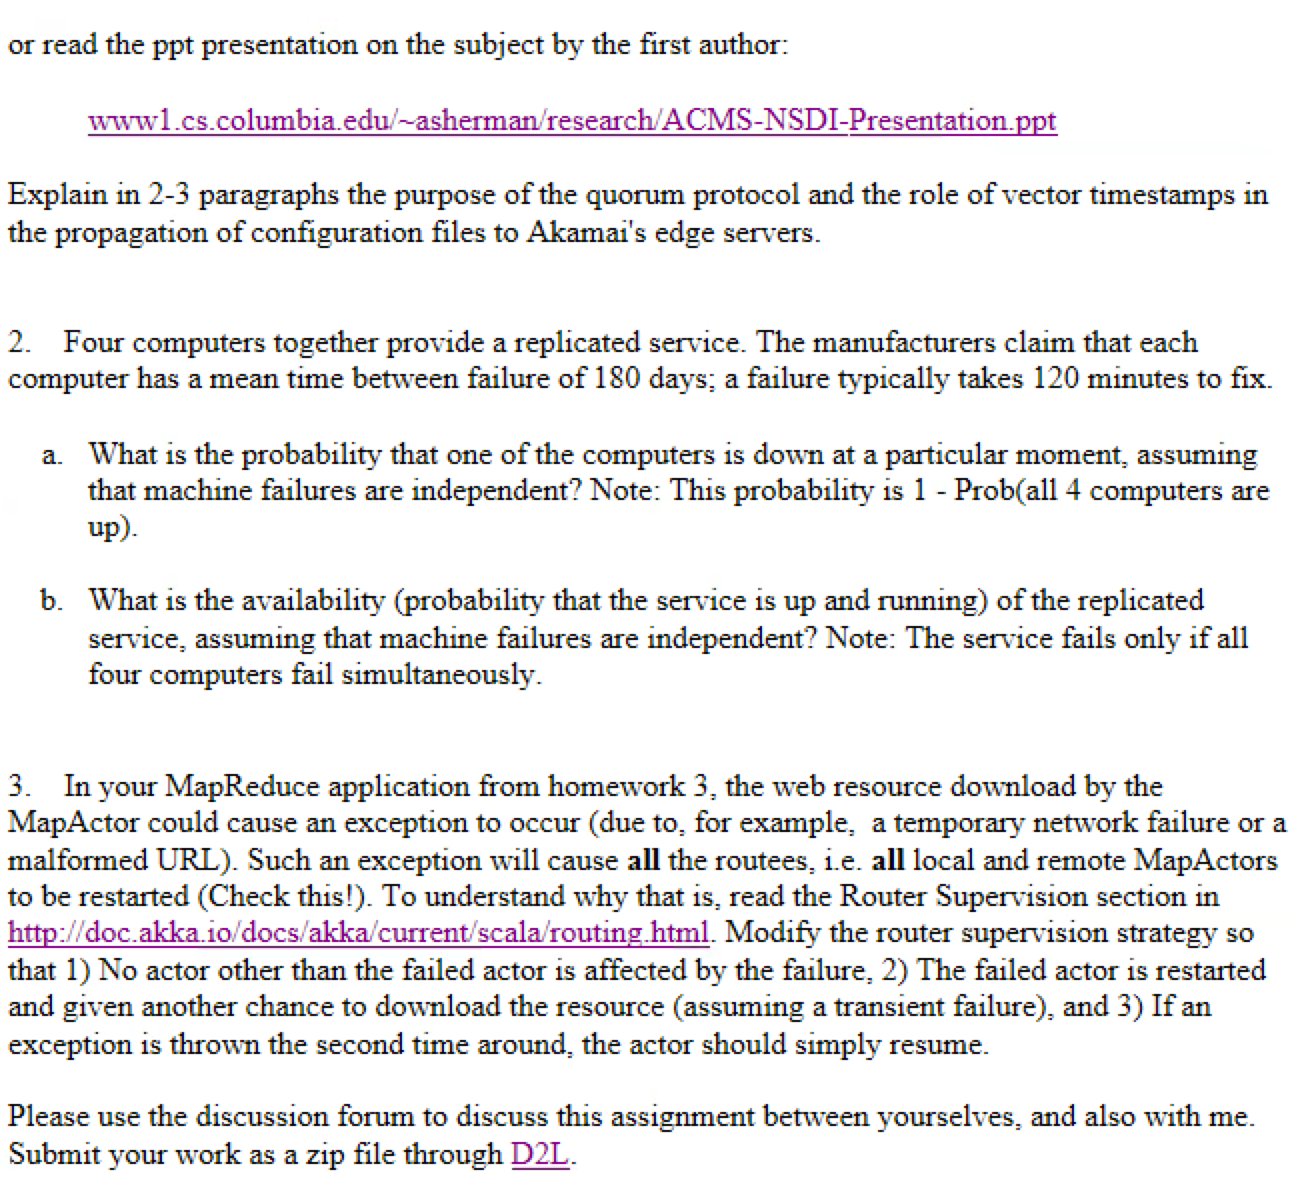 or read the ppt presentation on the subject by the first author:
www1.cs.columbia.edu/~asherman/research/ACMS-NSDI-Presentation.ppt
Explain in 2-3 paragraphs the purpose of the quorum protocol and the role of vector timestamps in
the propagation of configuration files to Akamai's edge servers.
2. Four computers together provide a replicated service. The manufacturers claim that each
computer has a mean time between failure of 180 days; a failure typically takes 120 minutes to fix.
a. What is the probability that one of the computers is down at a particular moment, assuming
that machine failures are independent? Note: This probability is 1 - Prob(all 4 computers are
up).
b. What is the availability (probability that the service is up and running) of the replicated
service, assuming that machine failures are independent? Note: The service fails only if all
four computers fail simultaneously.
3. In your MapReduce application from homework 3, the web resource download by the
MapActor could cause an exception to occur (due to, for example, a temporary network failure or a
malformed URL). Such an exception will cause all the routees, i.e. all local and remote MapActors
to be restarted (Check this!). To understand why that is, read the Router Supervision section in
http://doc.akka.io/docs/akka/current/scala/routing.html. Modify the router supervision strategy so
that 1) No actor other than the failed actor is affected by the failure, 2) The failed actor is restarted
and given another chance to download the resource (assuming a transient failure), and 3) If an
exception is thrown the second time around, the actor should simply resume.
Please use the discussion forum to discuss this assignment between yourselves, and also with me.
Submit your work as a zip file through D2L.